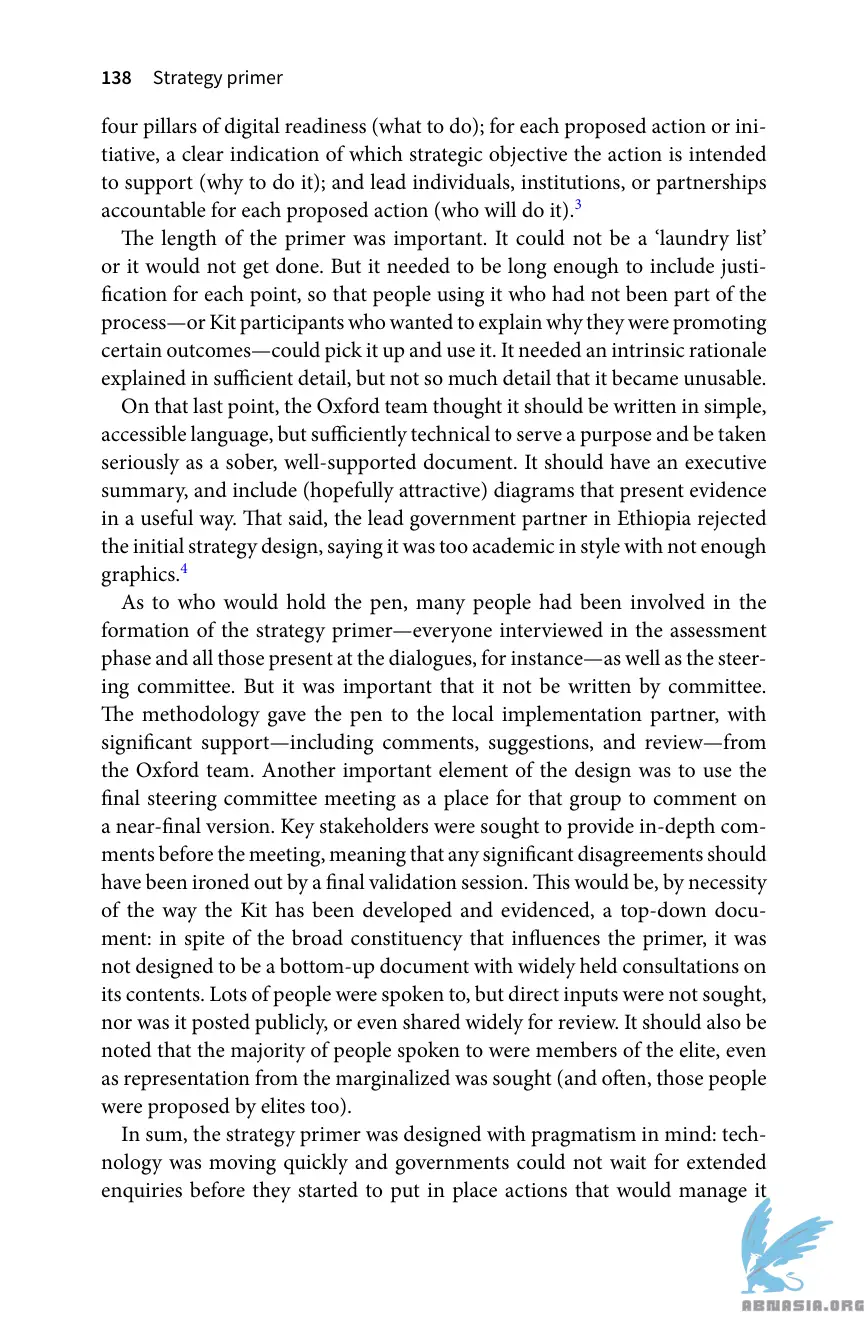 138 Strategy primer
four pillars of digital readiness (what to do); for each proposed action or ini-
tiative, a clear indication of which strategic objective the action is intended
to support (why to do it); and lead individuals, institutions, or partnerships
accountable for each proposed action (who will do it).3
The length of the primer was important. It could not be a ‘laundry list’
or it would not get done. But it needed to be long enough to include justi-
fication for each point, so that people using it who had not been part of the
process—or Kit participants who wanted to explain why they were promoting
certain outcomes—could pick it up and use it. It needed an intrinsic rationale
explained in sufficient detail, but not so much detail that it became unusable.
On that last point, the Oxford team thought it should be written in simple,
accessible language, but sufficiently technical to serve a purpose and be taken
seriously as a sober, well-supported document. It should have an executive
summary, and include (hopefully attractive) diagrams that present evidence
in a useful way. That said, the lead government partner in Ethiopia rejected
the initial strategy design, saying it was too academic in style with not enough
graphics.4
As to who would hold the pen, many people had been involved in the
formation of the strategy primer—everyone interviewed in the assessment
phase and all those present at the dialogues, for instance—as well as the steer-
ing committee. But it was important that it not be written by committee.
The methodology gave the pen to the local implementation partner, with
significant support—including comments, suggestions, and review—from
the Oxford team. Another important element of the design was to use the
final steering committee meeting as a place for that group to comment on
a near-final version. Key stakeholders were sought to provide in-depth com-
ments before the meeting, meaning that any significant disagreements should
have been ironed out by a final validation session. This would be, by necessity
of the way the Kit has been developed and evidenced, a top-down docu-
ment: in spite of the broad constituency that influences the primer, it was
not designed to be a bottom-up document with widely held consultations on
its contents. Lots of people were spoken to, but direct inputs were not sought,
nor was it posted publicly, or even shared widely for review. It should also be
noted that the majority of people spoken to were members of the elite, even
as representation from the marginalized was sought (and often, those people
were proposed by elites too).
In sum, the strategy primer was designed with pragmatism in mind: tech-
nology was moving quickly and governments could not wait for extended
enquiries before they started to put in place actions that would manage it
ABNASIA.ORG